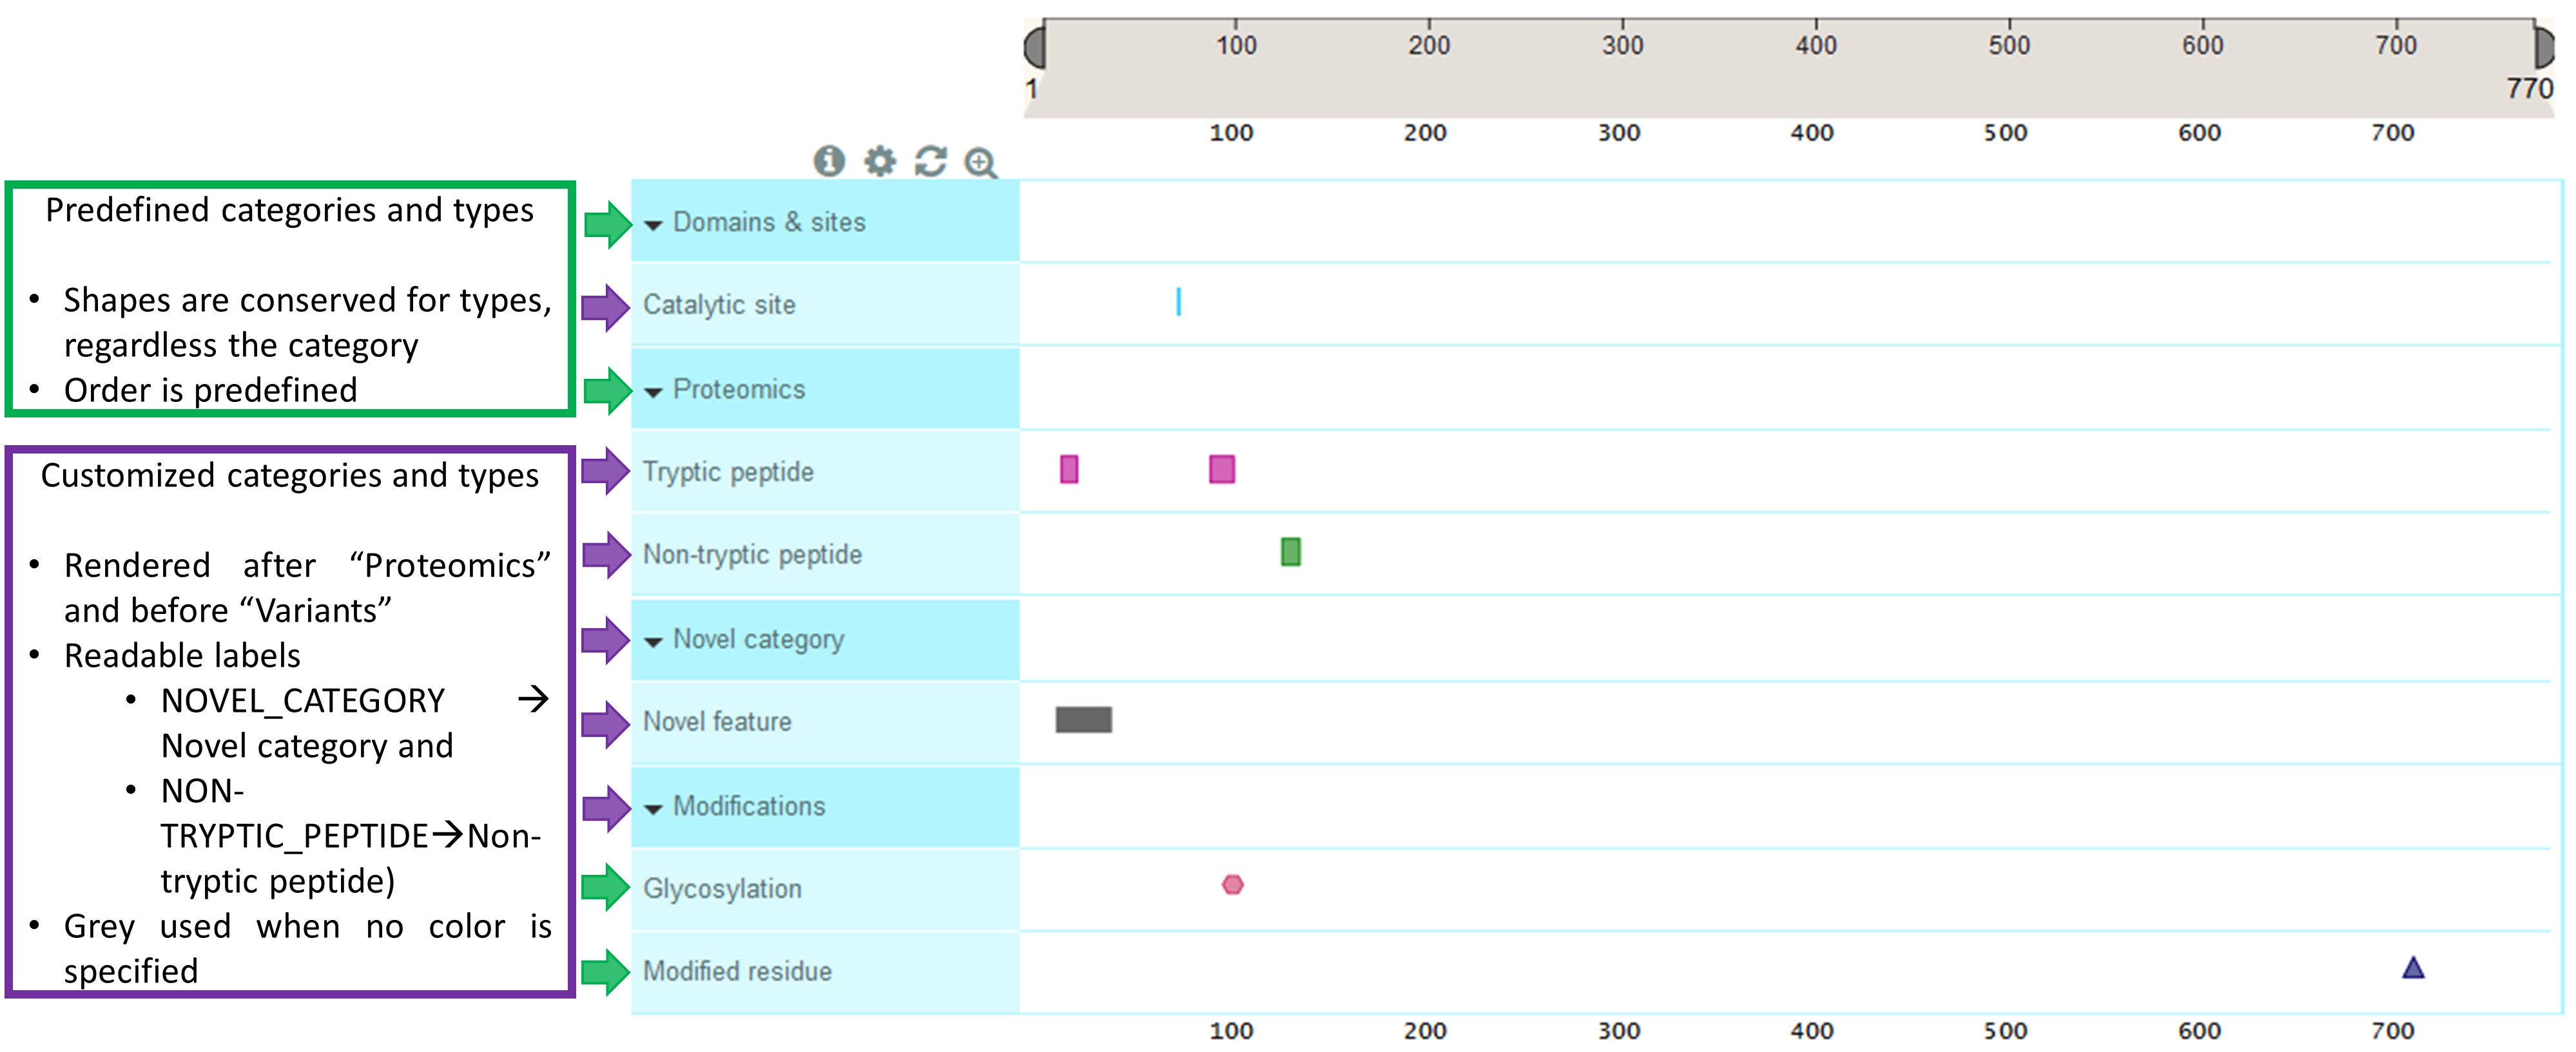 100 200 300 400 500 600 700
1 770
100 200 300 400 500 600 700
Predefined categories and types
• Shapes are conserved for types,
regardless the category
• Order is predefined
Customized categories and types
• Rendered after “Proteomics”
and before “Variants”
• Readable labels
• NOVEL_CATEGORY →
Novel category and
• NON-
TRYPTIC_PEPTIDE→Non-
tryptic peptide)
• Grey used when no color is
specified
Domains & sites
Catalytic site
Proteomics
Tryptic peptide
Non-tryptic peptide
Novel category
Novel feature
Modifications
Glycosylation
Modified residue
100 200 300 400 500 600 700